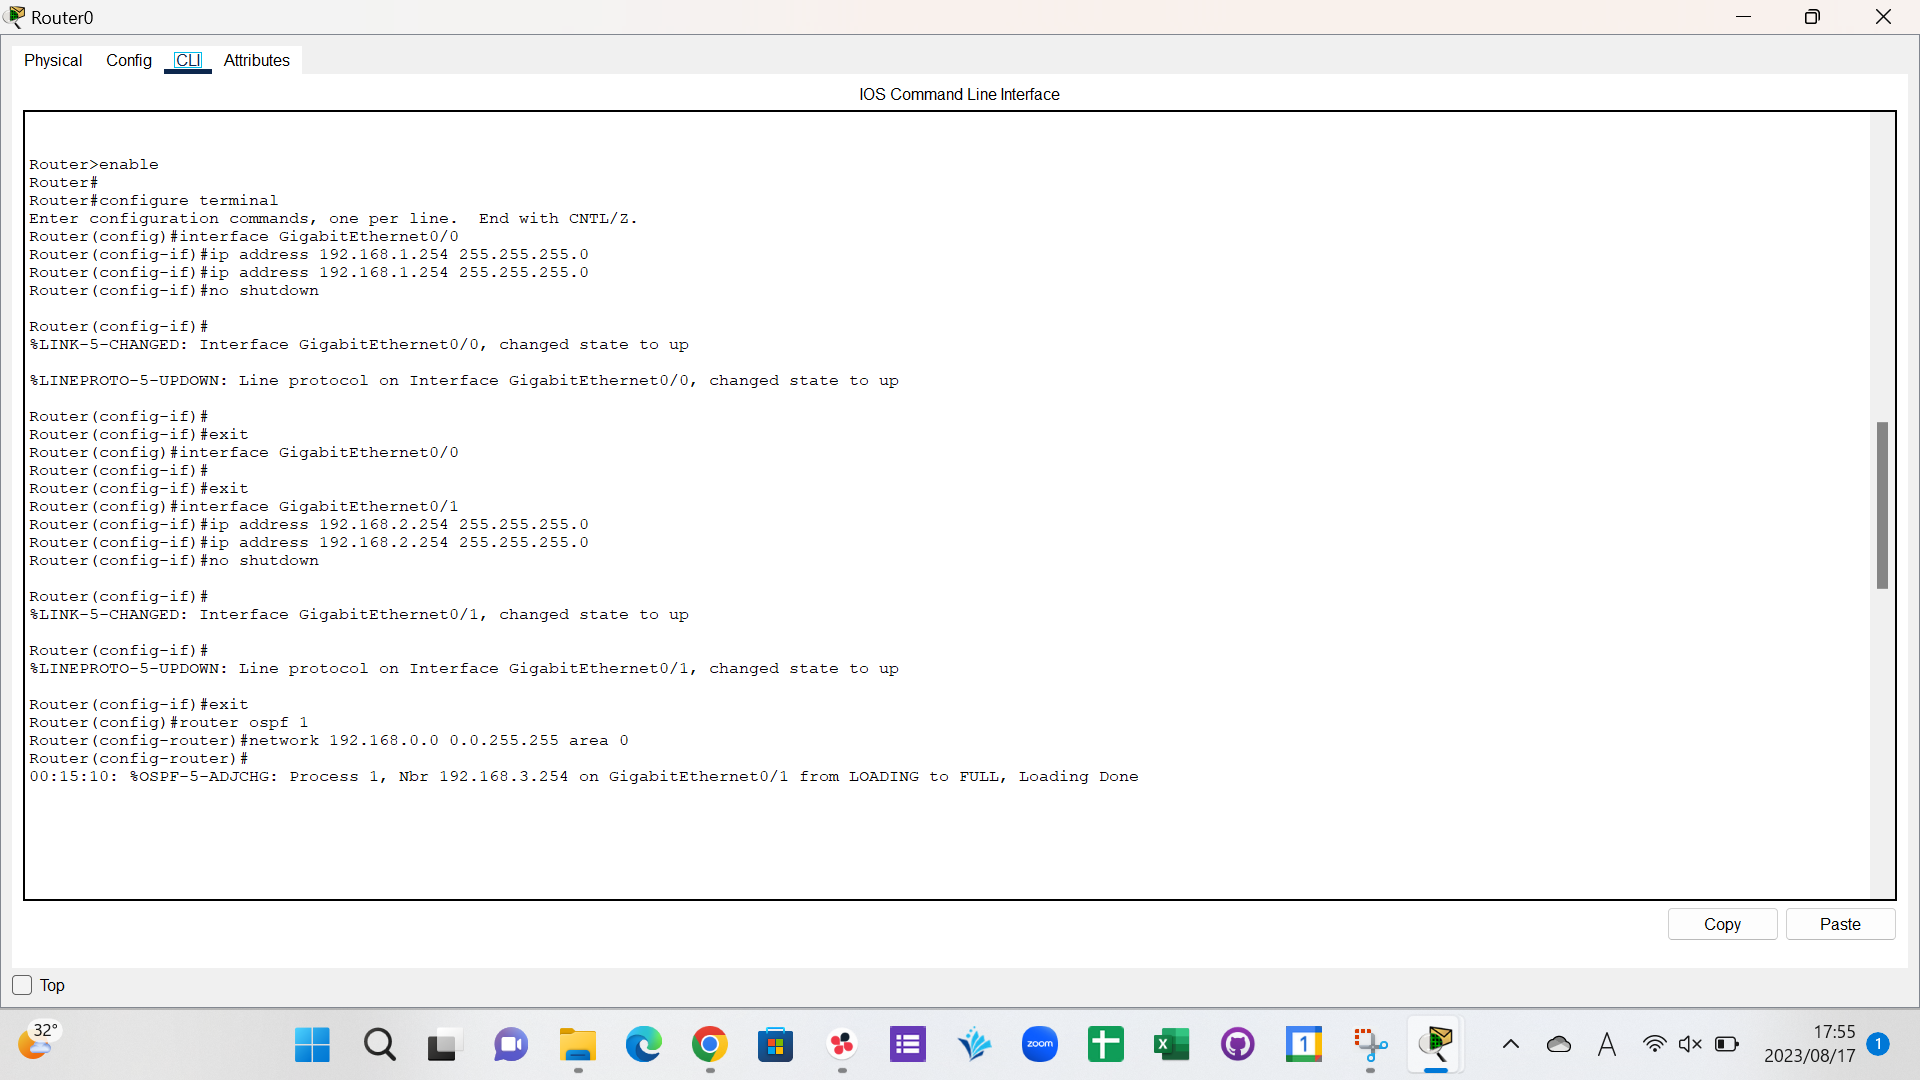 Router0
Physical Config CLI Attributes
IOS Command Line Interface
Router>enable
Router#
Router#configure terminal
Enter configuration commands, one per line.  End with CNTL/Z.
Router(config)#interface GigabitEthernet0/0
Router(config-if)#ip address 192.168.1.254 255.255.255.0
Router(config-if)#ip address 192.168.1.254 255.255.255.0
Router(config-if)#no shutdown
Router(config-if)#
%LINK-5-CHANGED: Interface GigabitEthernet0/0, changed state to up
%LINEPROTO-5-UPDOWN: Line protocol on Interface GigabitEthernet0/0, changed state to up
Router(config-if)#
Router(config-if)#exit
Router(config)#interface GigabitEthernet0/0
Router(config-if)#
Router(config-if)#exit
Router(config)#interface GigabitEthernet0/1
Router(config-if)#ip address 192.168.2.254 255.255.255.0
Router(config-if)#ip address 192.168.2.254 255.255.255.0
Router(config-if)#no shutdown
Router(config-if)#
%LINK-5-CHANGED: Interface GigabitEthernet0/1, changed state to up
Router(config-if)#
%LINEPROTO-5-UPDOWN: Line protocol on Interface GigabitEthernet0/1, changed state to up
Router(config-if)#exit
Router(config)#router ospf 1
Router(config-router)#network 192.168.0.0 0.0.255.255 area 0
Router(config-router)#
00:15:10: %OSPF-5-ADJCHG: Process 1, Nbr 192.168.3.254 on GigabitEthernet0/1 from LOADING to FULL, Loading Done
Copy Paste
Top
32°
zoom
X
1
A
17:55
2023/08/17
1